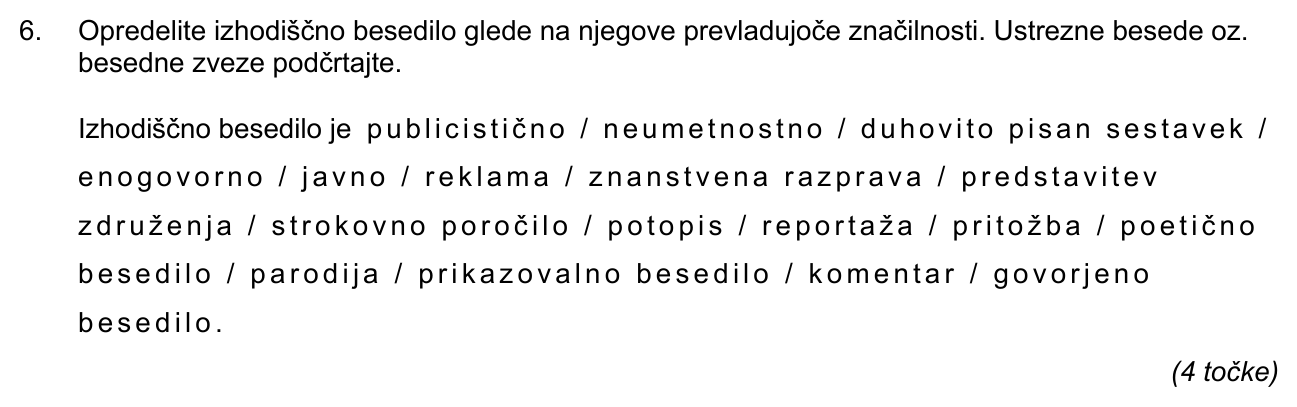 6. Opredelite izhodiščno besedilo glede na njegove prevladujoče značilnosti. Ustrezne besede oz.
besedne zveze podčrtajte.
Izhodiščno besedilo je publicistično / neumetnostno / duhovito pisan sestavek /
enogovorno / javno / reklama / znanstvena razprava / predstavitev
združenja / strokovno poročilo / potopis / reportaža / pritožba / poetično
besedilo / parodija / prikazovalno besedilo / komentar / govorjeno
besedilo.
(4 točke)